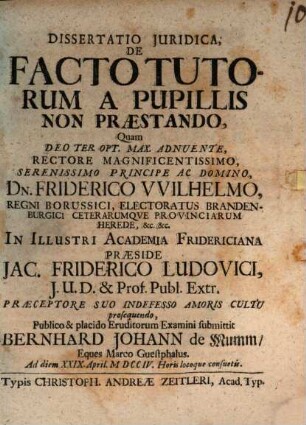 10
DISSERTATIO JURIDICA,
DE
FACTO TUTO-
RUM A PUPILLIS
NON PRÆSTANDO,
Quam
DEO TER OPT. MAX. ADNUENTE,
RECTORE MAGNIFICENTISSIMO,
SERENISSIMO PRINCIPE AC DOMINO,
DN. FRIDERICO VVILHELMO,
REGNI BORUSSICI, ELECTORATUS BRANDEN-
BURGICI CETERARUMQVE PROVINCIARUM
HEREDE, &c. &c.
IN ILLUSTRI ACADEMIA FRIDERICIANA
PRÆSIDE
JAC. FRIDERICO LUDOVICI,
J. U. D. & Prof. Publ. Extr.
PRÆCEPTORE SUO INDEFESSO AMORIS CULTU
prosequendo,
Publico & placido Eruditorum Examini submittit
BERNHARD JOHANN de Mumm/
Eques Marco Guestphalus.
Ad diem XXIX. April. M DCC IV. Horis locoque consuetis.
Typis CHRISTOPH. ANDREÆ ZEITLERI, Acad. Typ.